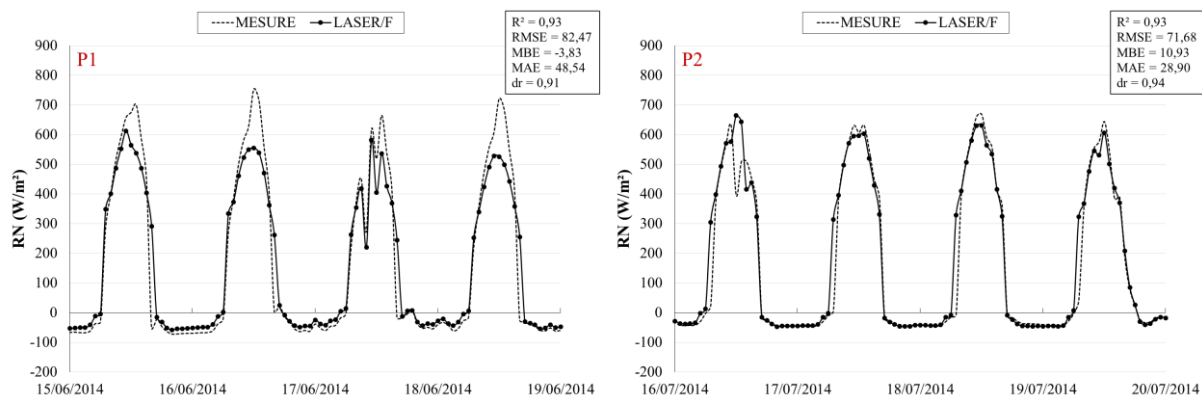 MESURE LASER/F
R² = 0,93
RMSE = 82,47
MBE = -3,83
MAE = 48,54
dr = 0,91
P1
RN (W/m²)
900
800
700
600
500
400
300
200
100
0
-100
-200
15/06/2014 16/06/2014 17/06/2014 18/06/2014 19/06/2014
MESURE LASER/F
R² = 0,93
RMSE = 71,68
MBE = 10,93
MAE = 28,90
dr = 0,94
P2
RN (W/m²)
900
800
700
600
500
400
300
200
100
0
-100
-200
16/07/2014 17/07/2014 18/07/2014 19/07/2014 20/07/2014